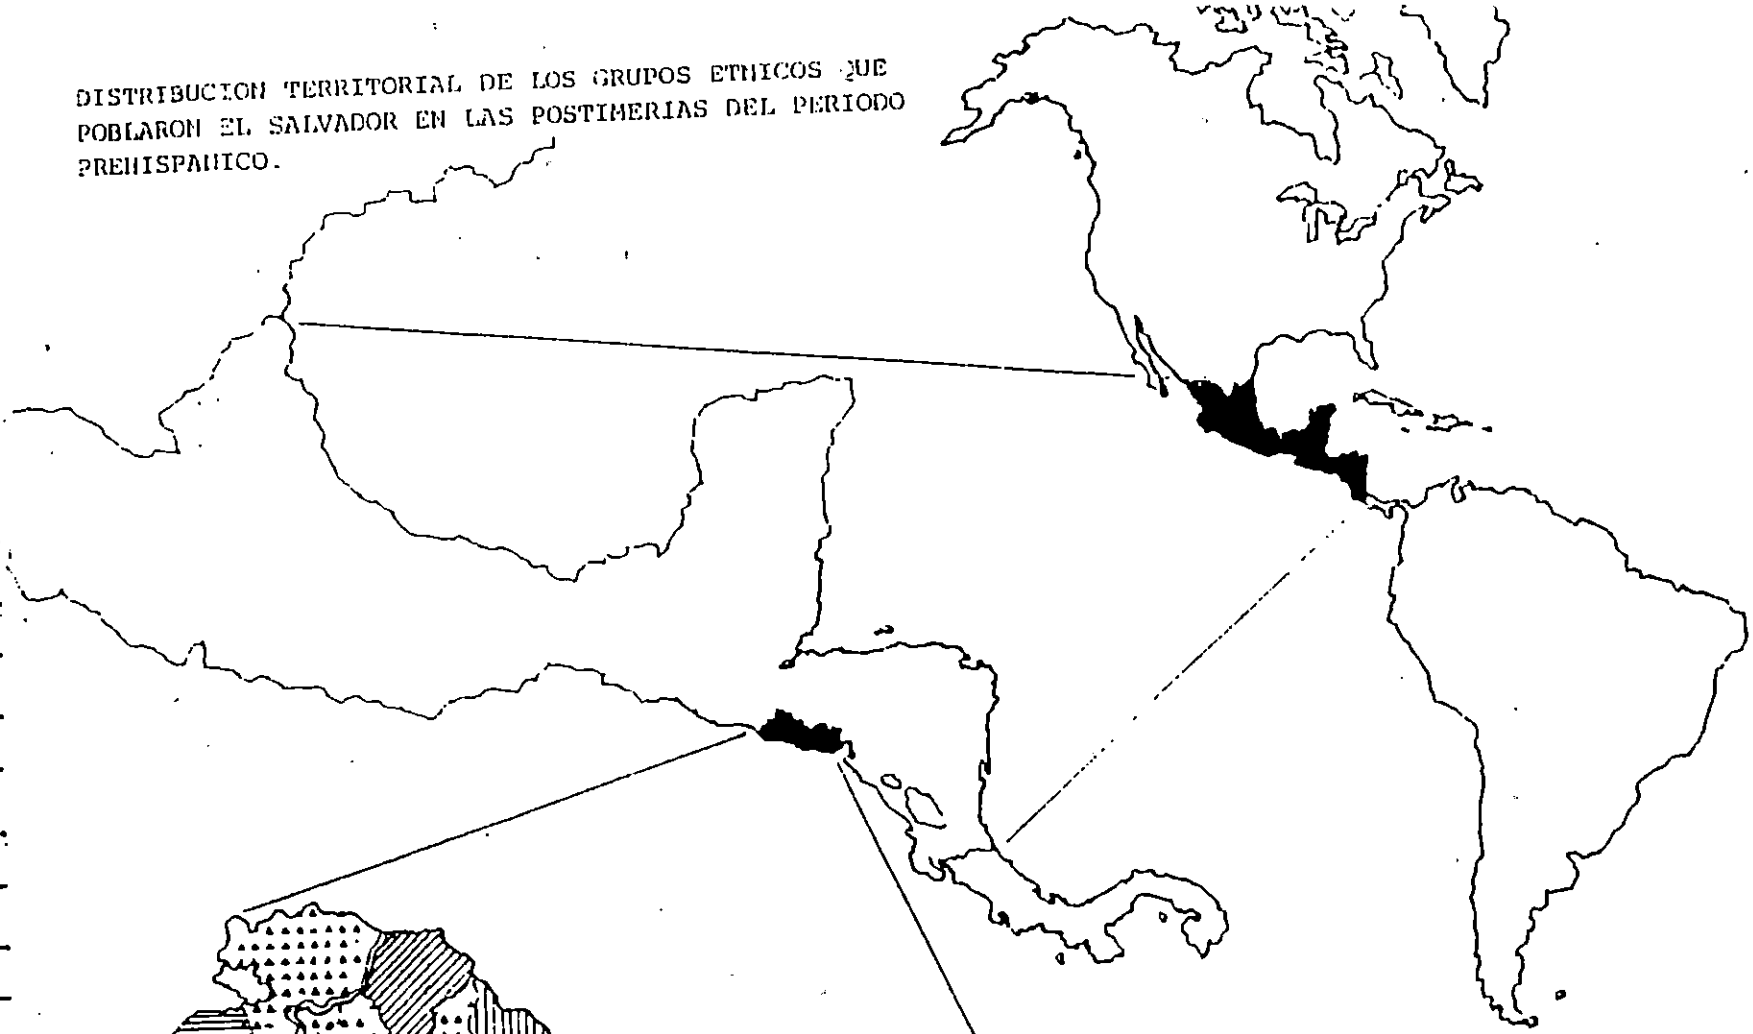 DISTRIBUCION TERRITORIAL DE LOS GRUPOS ETNICOS QUE
POBLARON EL SALVADOR EN LAS POSTIMERIAS DEL PERIODO
PREHISPANICO.